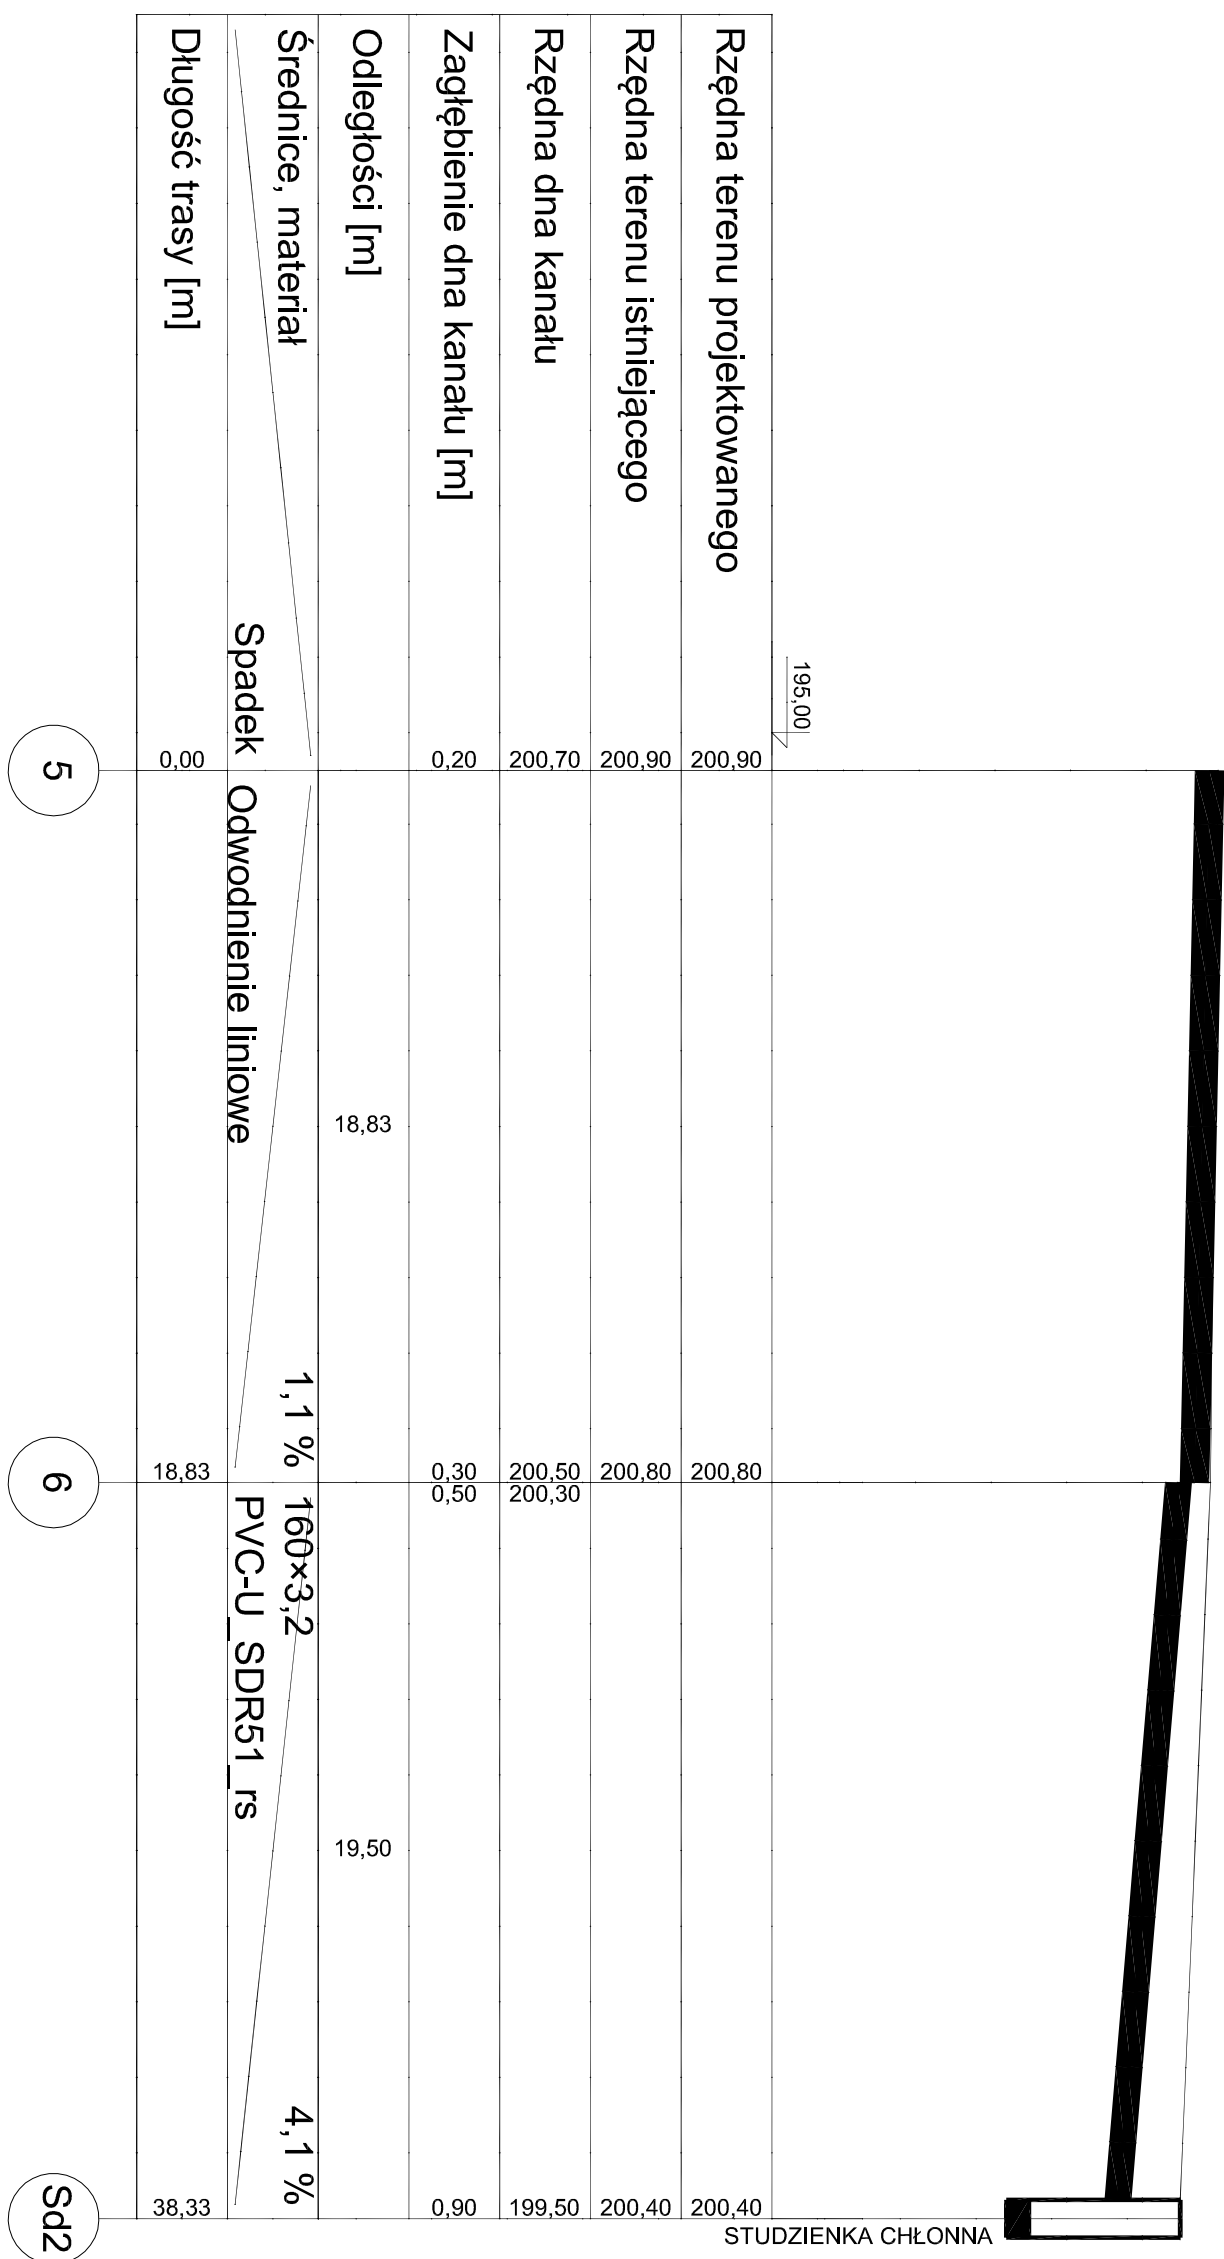 195,00
Rzędna terenu projektowanego
200,90
200,80
200,40
Rzędna terenu istniejącego
200,90
200,80
200,40
Rzędna dna kanału
200,70
200,50
200,30
199,50
Zagłębienie dna kanału [m]
0,20
0,30
0,50
0,90
Odległości [m]
18,83
19,50
Średnice, materiał
Spadek
Odwodnienie liniowe
1,1 %
160×3,2
PVC-U_SDR51_rs
4,1 %
Długość trasy [m]
0,00
18,83
38,33
5
6
Sd2
STUDZIENKA CHŁONNA